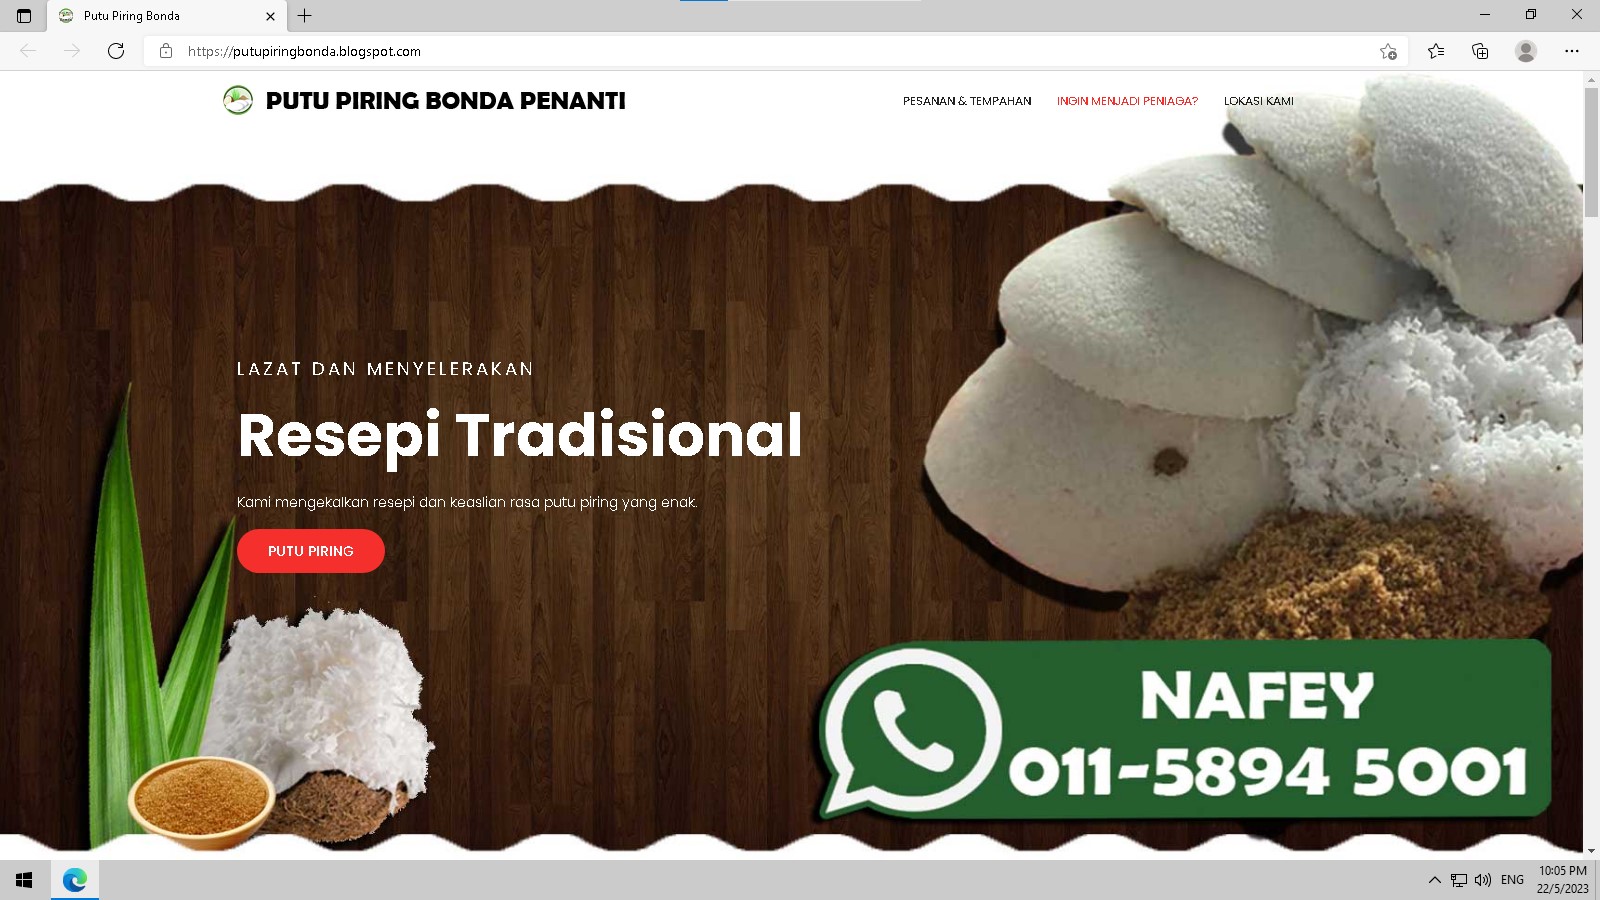 Putu Piring Bonda
https://putupiringbonda.blogspot.com
PUTU PIRING BONDA PENANTI
PESANAN & TEMPAHAN
INGIN MENJADI PENIAGA?
LOKASI KAMI
LAZAT DAN MENYELERAKAN
Resepi Tradisional
Kami mengekalkan resepi dan keaslian rasa putu piring yang enak.
PUTU PIRING
NAFEY
011-5894 5001
ENG
10:05 PM
22/5/2023